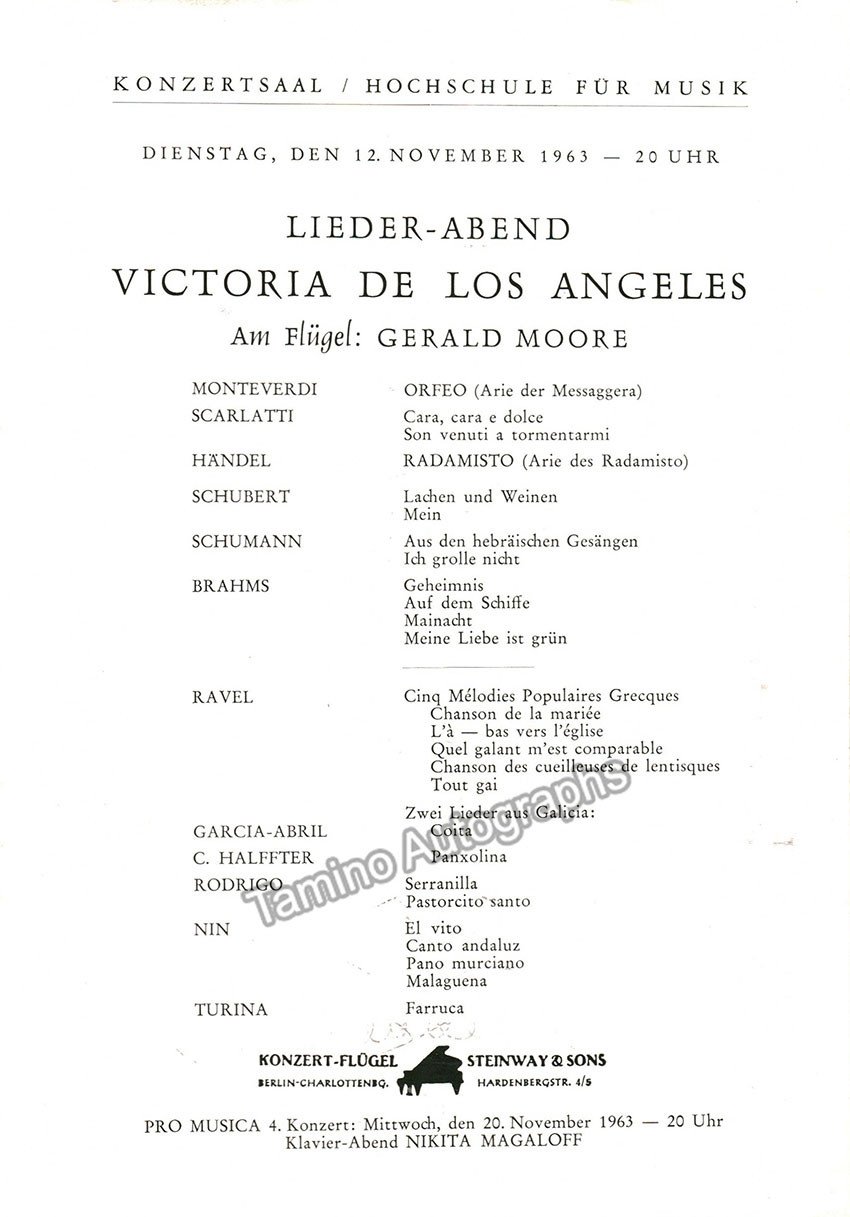 KONZERTSAAL / HOCHSCHULE FÜR MUSIK
DIENSTAG, DEN 12. NOVEMBER 1963 — 20 UHR
LIEDER-ABEND
VICTORIA DE LOS ANGELES
Am Flügel: GERALD MOORE
MONTEVERDI ORFEO (Arie der Messaggera)
SCARLATTI Cara, cara e dolce
Son venuti a tormentarmi
HÄNDEL RADAMISTO (Arie des Radamisto)
SCHUBERT Lachen und Weinen
Mein
SCHUMANN Aus den hebräischen Gesängen
Ich grolle nicht
BRAHMS Geheimnis
Auf dem Schiffe
Mainacht
Meine Liebe ist grün
RAVEL Cinq Mélodies Populaires Grecques
Chanson de la mariée
L'à — bas vers l'église
Quel galant m'est comparable
Chanson des cueilleuses de lentisques
Tout gai
Zwei Lieder aus Galicia:
GARCIA-ABRIL Coita
C. HALFFTER Panxolina
RODRIGO Serranilla
Pastorcito santo
NIN El vito
Canto andaluz
Pano murciano
Malaguena
TURINA Farruca
Tamino Autographs
KONZERT-FLÜGEL STEINWAY & SONS
BERLIN-CHARLOTTENBG. HARDENBERGSTR. 4/5
PRO MUSICA 4. Konzert: Mittwoch, den 20. November 1963 — 20 Uhr
Klavier-Abend NIKITA MAGALOFF